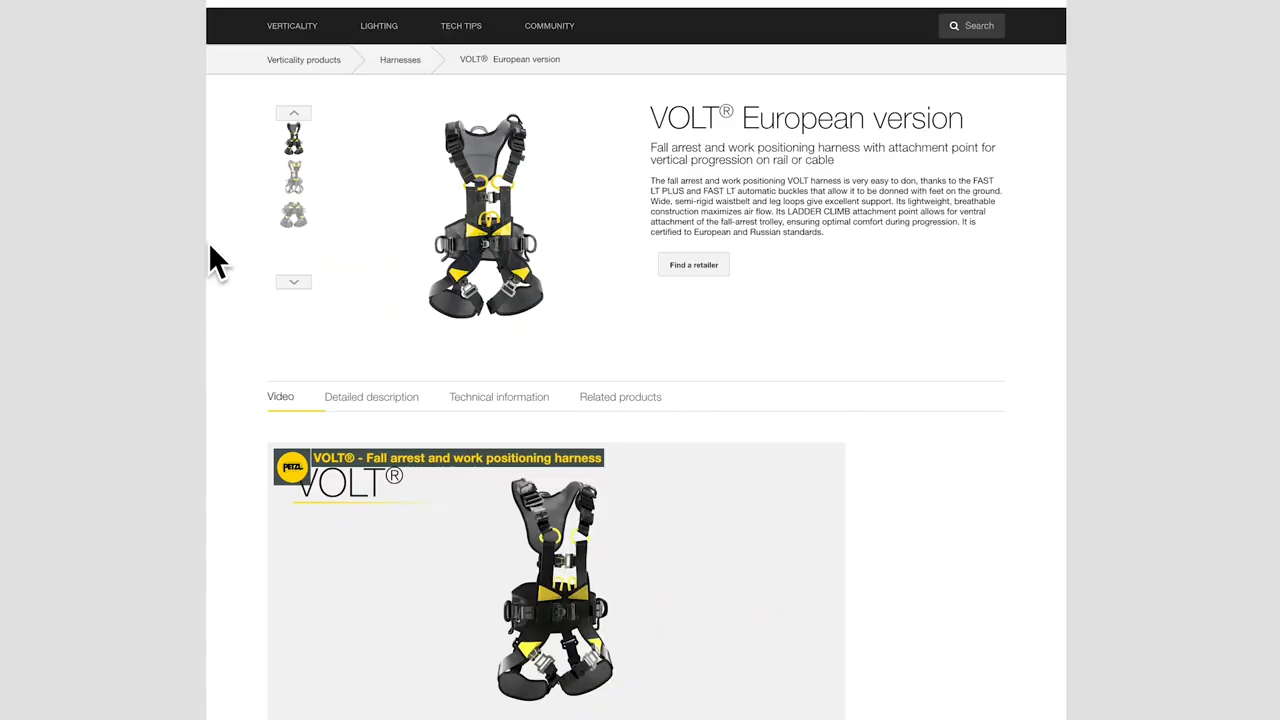 VERTICALITY LIGHTING TECH TIPS COMMUNITY Search
Verticality products Harnesses VOLT® European version
VOLT® European version
Fall arrest and work positioning harness with attachment point for
vertical progression on rail or cable
The fall arrest and work positioning VOLT harness is very easy to don, thanks to the FAST
LT PLUS and FAST LT automatic buckles that allow it to be donned with feet on the ground.
Wide, semi-rigid waistbelt and leg loops give excellent support. Its lightweight, breathable
construction maximizes air flow. Its LADDER CLIMB attachment point allows for ventral
attachment of the fall-arrest trolley, ensuring optimal comfort during progression. It is
certified to European and Russian standards.
Find a retailer
Video Detailed description Technical information Related products
PETZL VOLT® - Fall arrest and work positioning harness
VOLT®